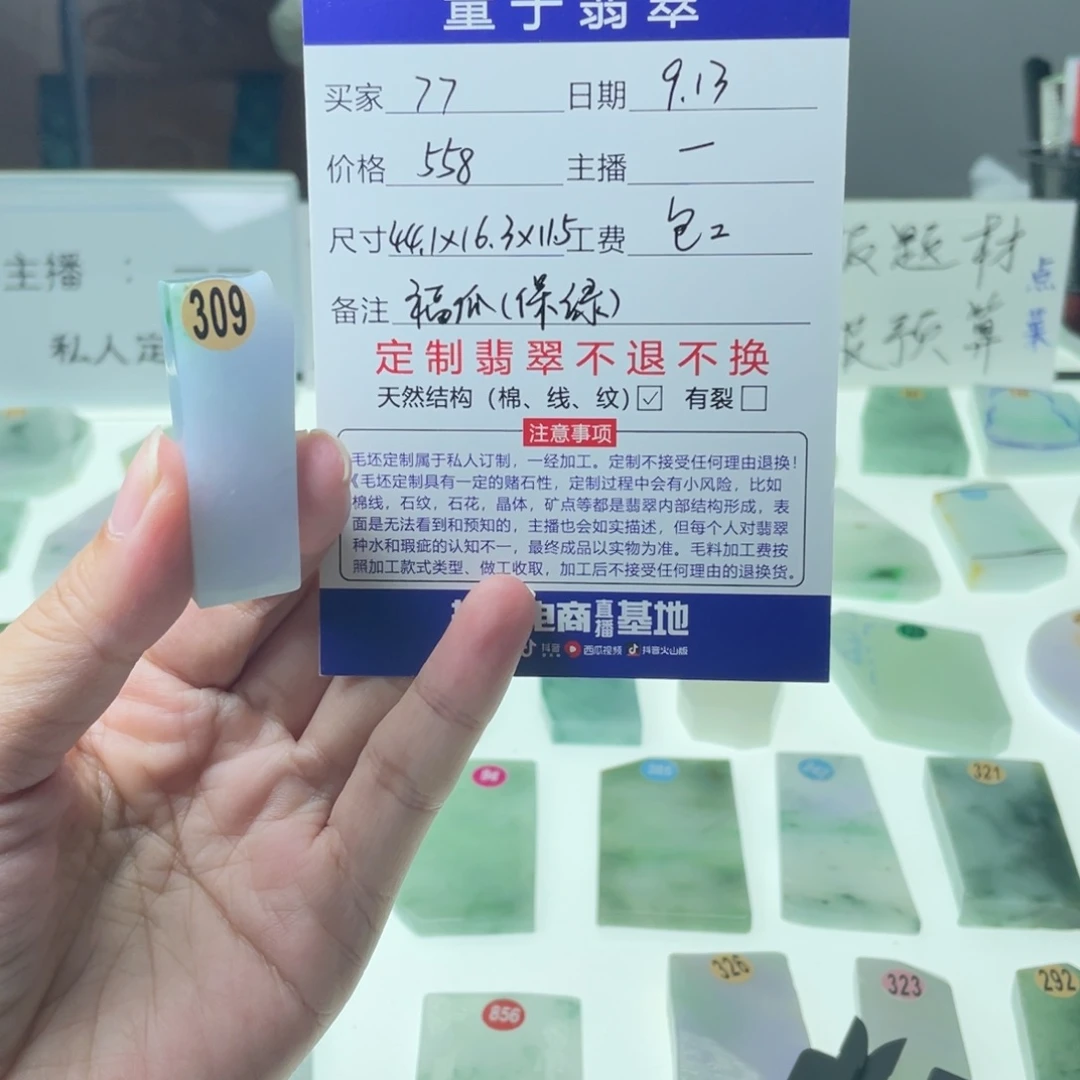 量子翡翠
买家 77 日期 9.13
价格 558 主播 一
尺寸 44.1×16.3×11.5 工费 包工
备注 福瓜(保绿)
定制翡翠不退不换
天然结构（棉、线、纹）☑ 有裂☐
注意事项
毛坯定制属于私人订制，一经加工。定制不接受任何理由退换！
《毛坯定制具有一定的赌石性，定制过程中会有小风险，比如
棉线，石纹，石花，晶体，矿点等都是翡翠内部结构形成，表
面是无法看到和预知的，主播也会如实描述，但每个人对翡翠
种水和瑕疵的认知不一，最终成品以实物为准。毛料加工费按
照加工款式类型、做工收取，加工后不接受任何理由的退换货。
电商直播基地
抖音 西瓜视频 抖音火山版
309
主播：一一
私人定
题材
预算
点
菜
94
321
326
323
292
856